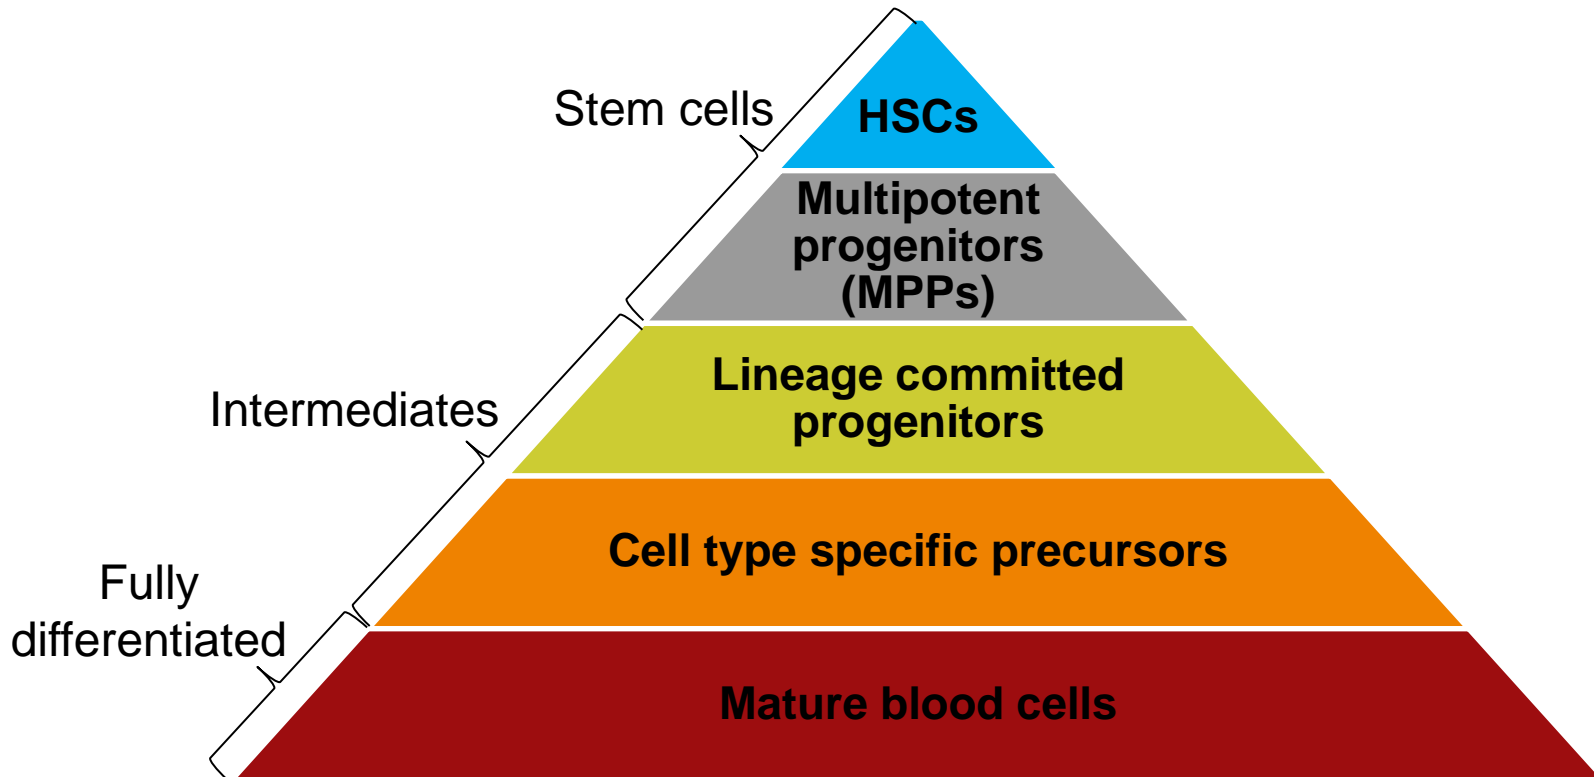 Stem cells
HSCs
Multipotent
progenitors
(MPPs)
Intermediates
Lineage committed
progenitors
Cell type specific precursors
Fully
differentiated
Mature blood cells